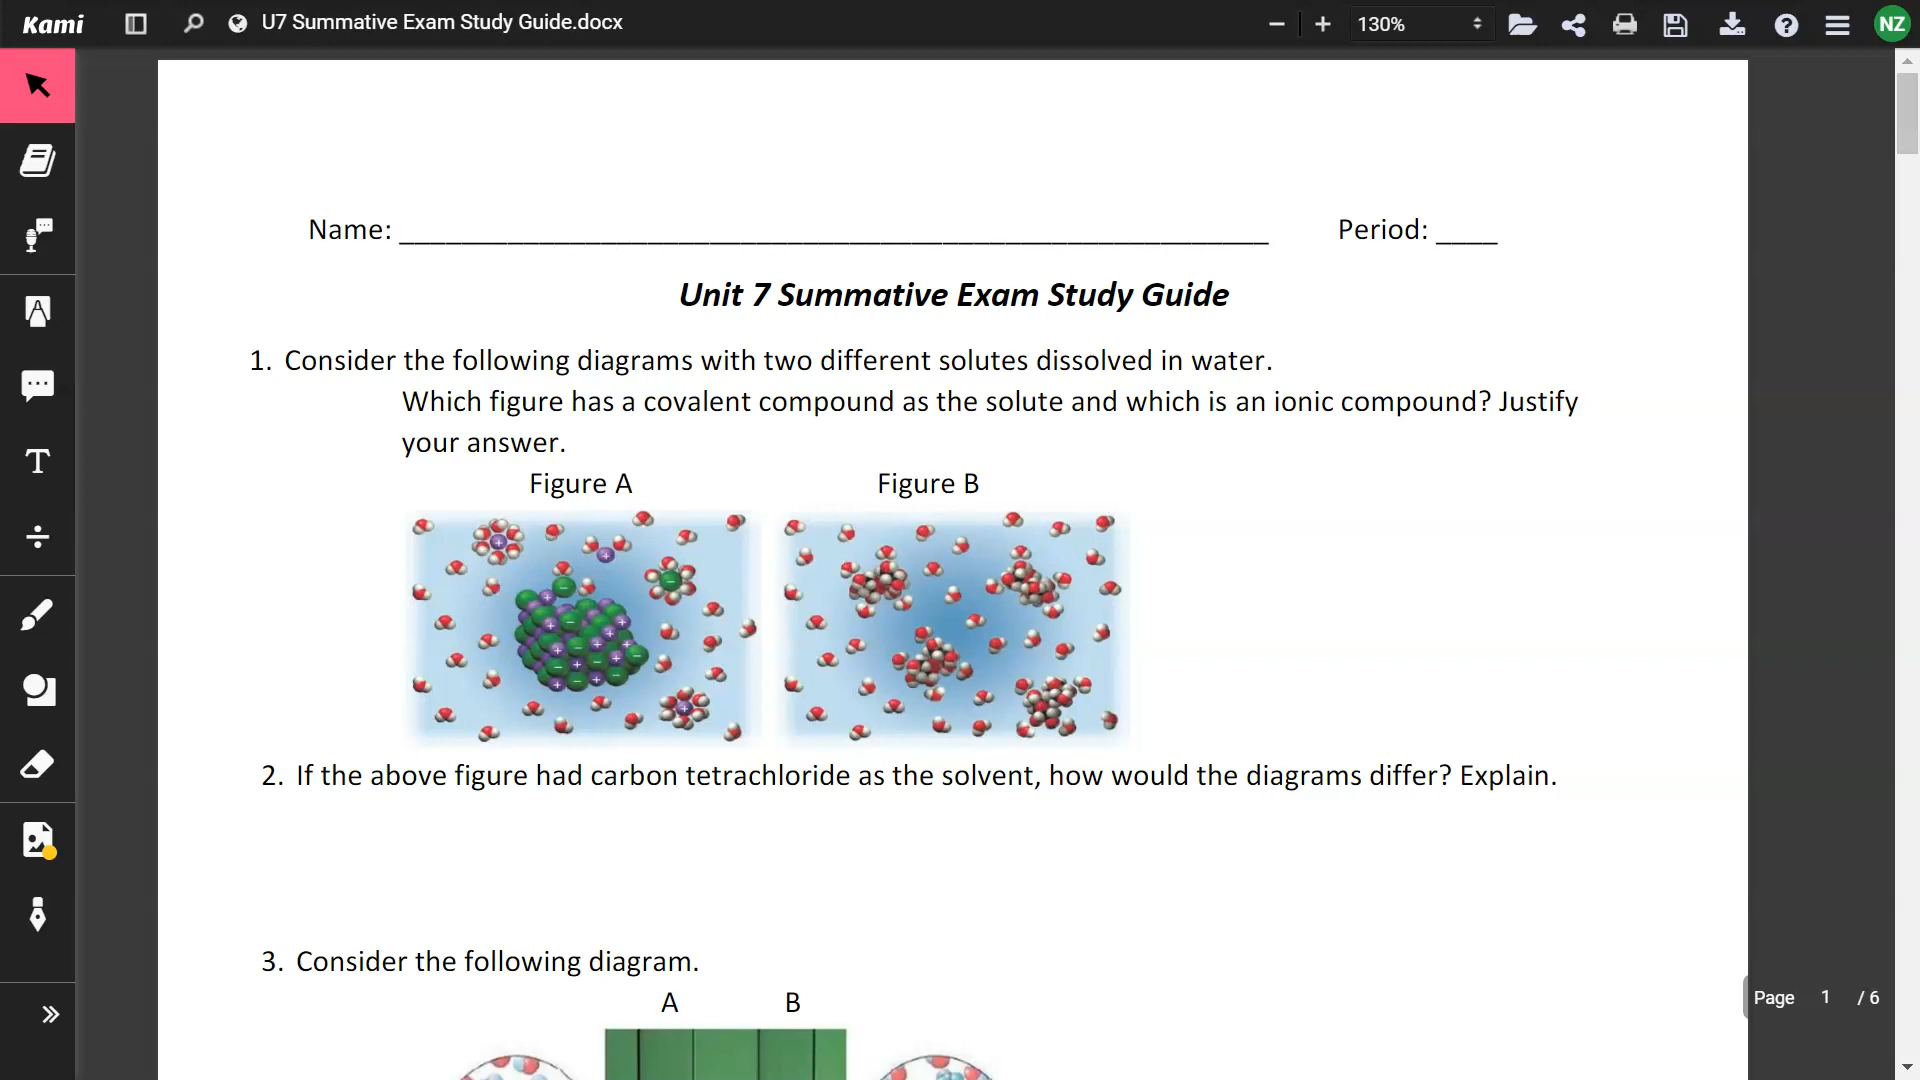 Kami
U7 Summative Exam Study Guide.docx
130%
NZ
Name: ________________________________________________________ Period: ____
Unit 7 Summative Exam Study Guide
1. Consider the following diagrams with two different solutes dissolved in water.
Which figure has a covalent compound as the solute and which is an ionic compound? Justify
your answer.
Figure A Figure B
2. If the above figure had carbon tetrachloride as the solvent, how would the diagrams differ? Explain.
3. Consider the following diagram.
A B
Page 1 / 6